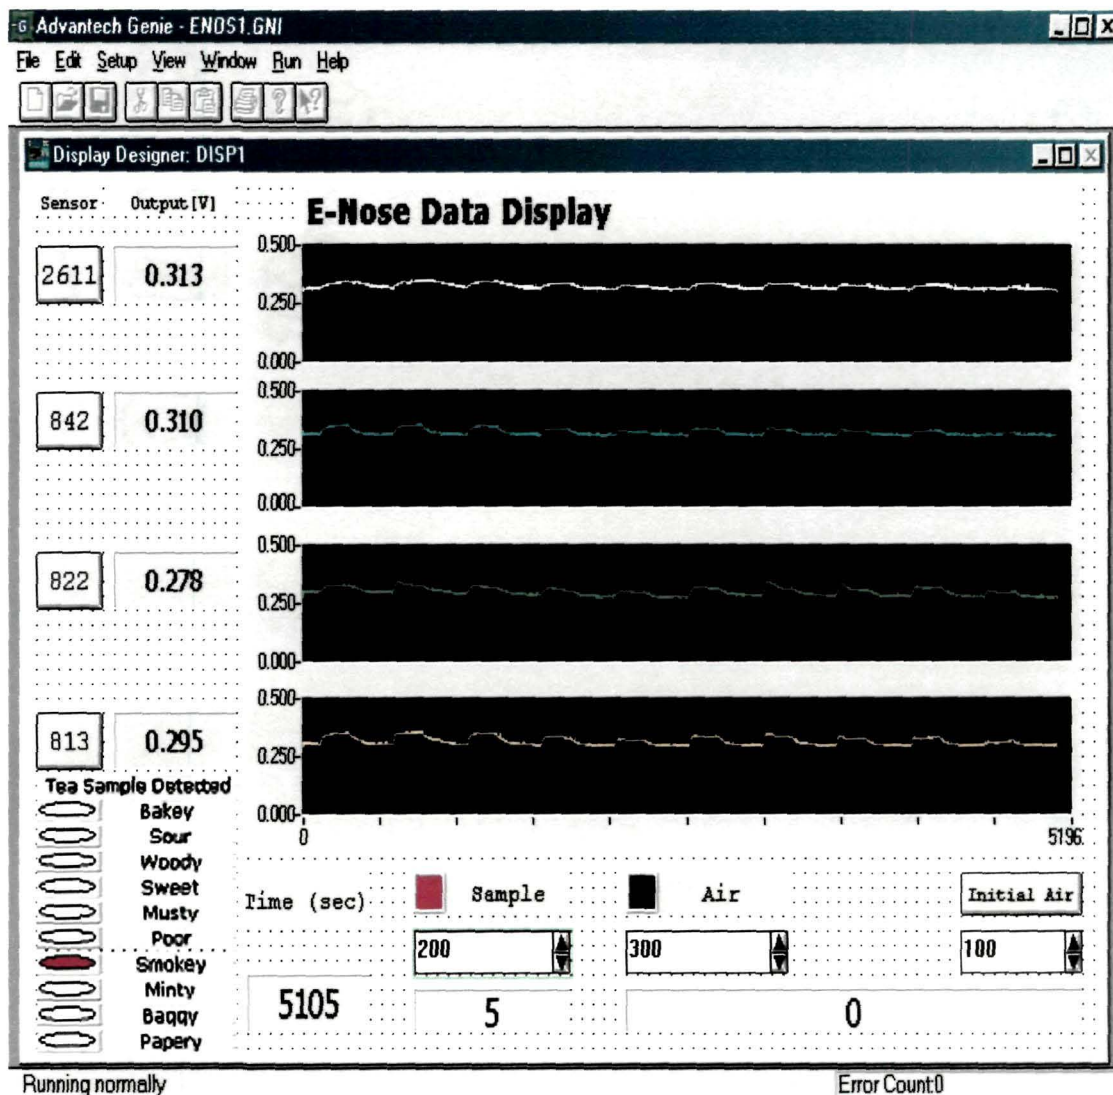 Advantech Genie - ENOS1.GNI
File Edit Setup View Window Run Help
Display Designer: DISP1
Sensor Output[V]
E-Nose Data Display
2611 0.313
0.500
0.250
0.000
842 0.310
0.500
0.250
0.000
822 0.278
0.500
0.250
0.000
813 0.295
0.500
0.250
0.000
0 5196.
Tea Sample Detected
Bakey
Sour
Woody
Sweet
Musty
Poor
Smokey
Minty
Baqqy
Papery
Time (sec) Sample Air Initial Air
200 300 100
5105 5 0
Running normally Error Count:0